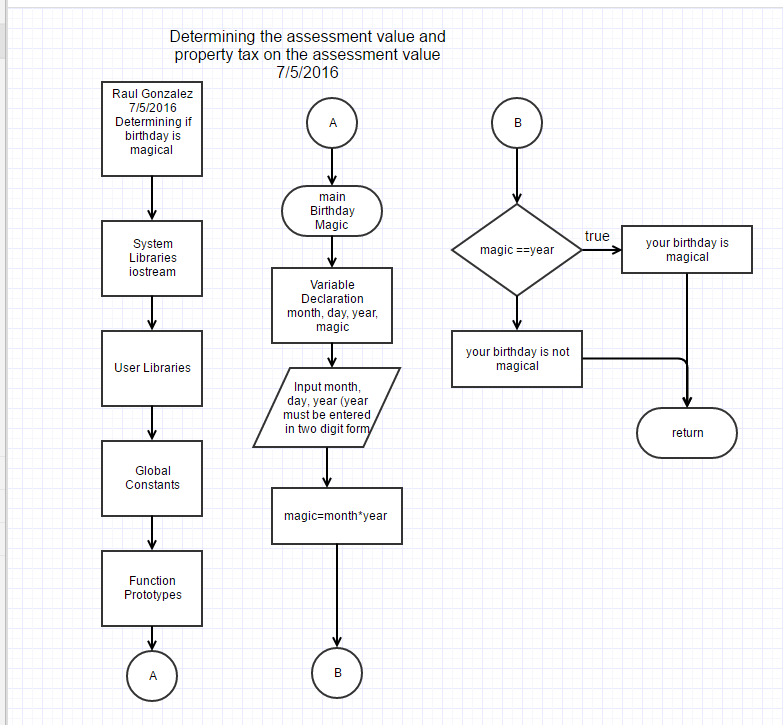 Determining the assessment value and
property tax on the assessment value
7/5/2016
Raul Gonzalez
7/5/2016
Determining if
birthday is
magical
System
Libraries
iostream
User Libraries
Global
Constants
Function
Prototypes
A
A
main
Birthday
Magic
Variable
Declaration
month, day, year,
magic
Input month,
day, year (year
must be entered
in two digit form
magic=month*year
B
B
magic ==year
true
your birthday is
magical
your birthday is not
magical
return